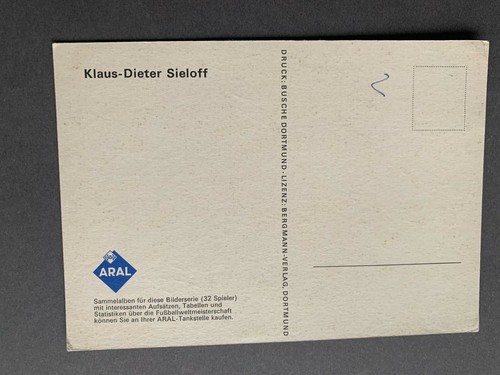 Klaus-Dieter Sieloff
ARAL
Sammelalben für diese Bilderserie (32 Spieler)
mit interessanten Aufsätzen, Tabellen und
Statistiken über die Fußballweltmeisterschaft
können Sie an Ihrer ARAL-Tankstelle kaufen.
DRUCK: BUSCHE DORTMUND - LIZENZ: BERGMANN-VERLAG, DORTMUND